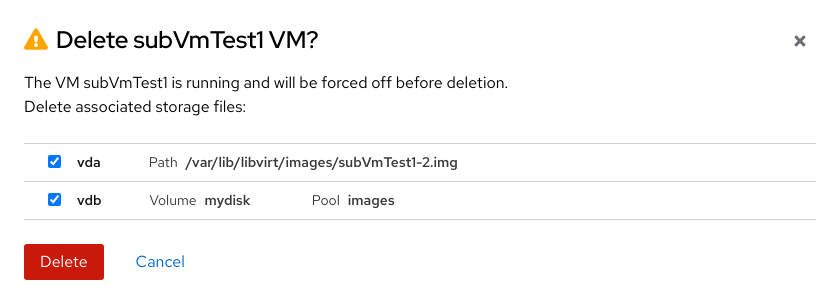 Delete subVmTest1 VM?
The VM subVmTest1 is running and will be forced off before deletion.
Delete associated storage files:
vda Path /var/lib/libvirt/images/subVmTest1-2.img
vdb Volume mydisk Pool images
Delete Cancel